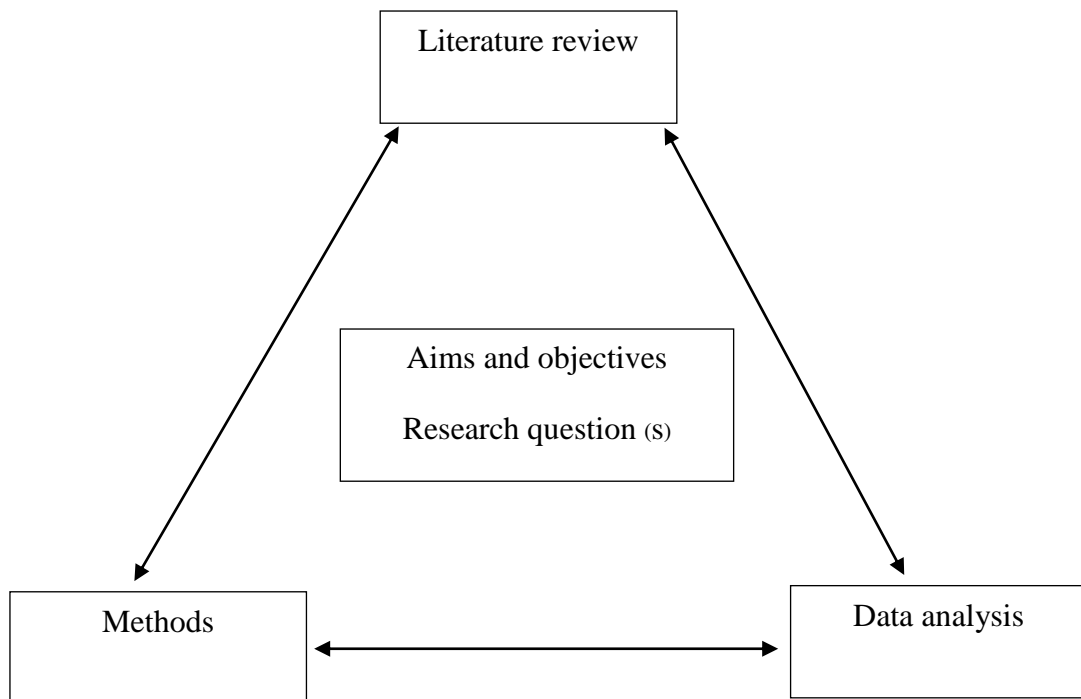 Literature review
Aims and objectives
Research question (s)
Methods
Data analysis